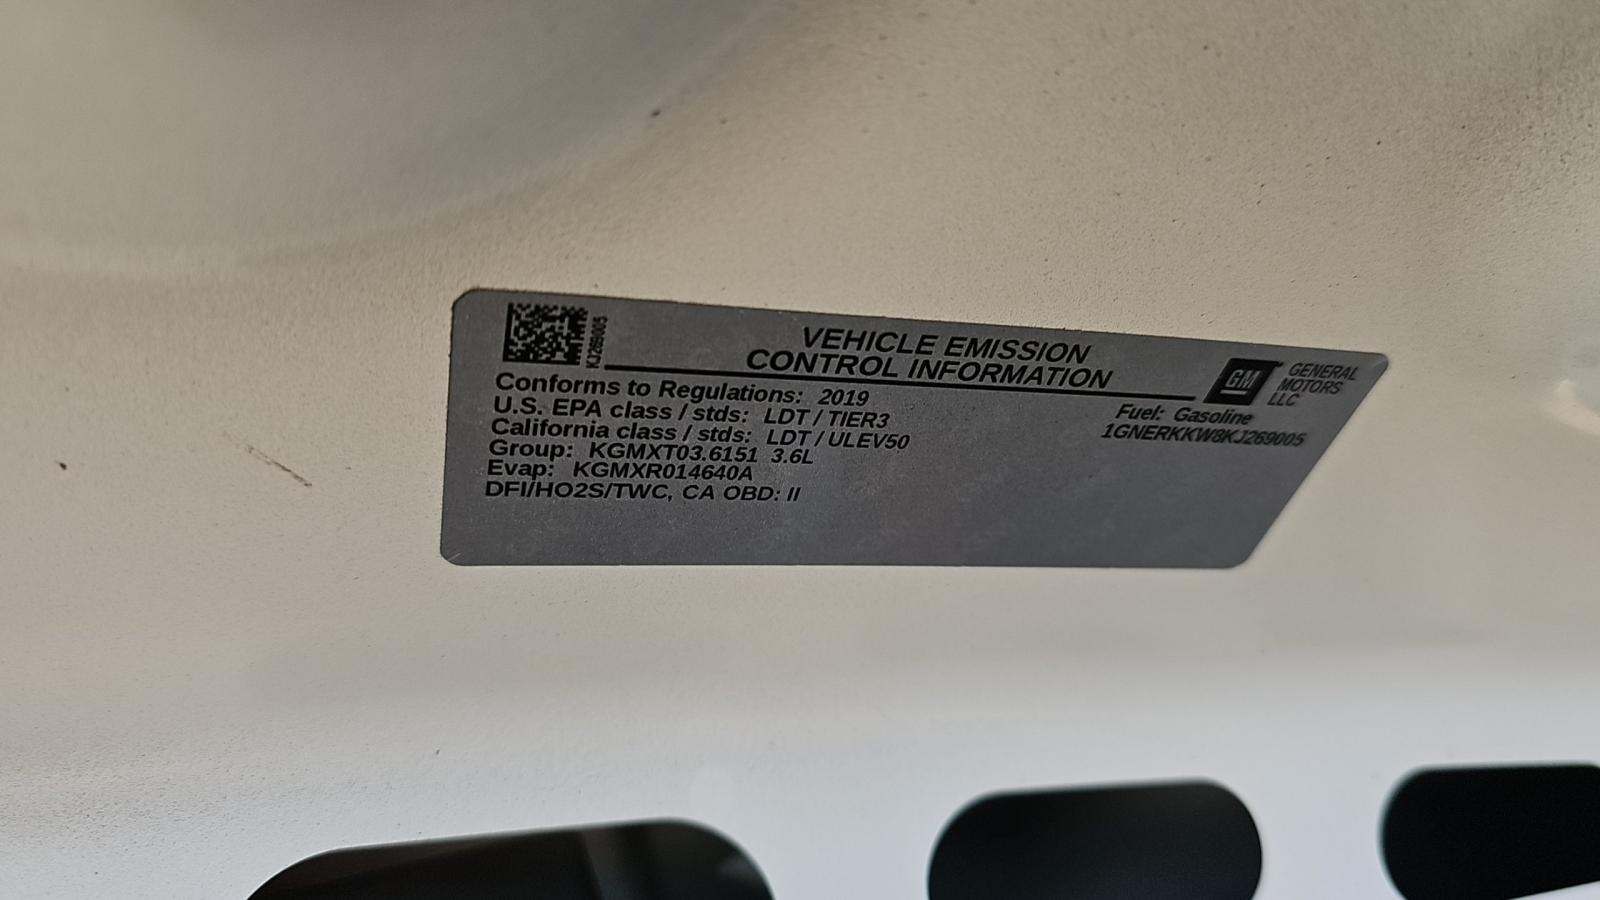 KJ269005
VEHICLE EMISSION
CONTROL INFORMATION
GM
GENERAL
MOTORS
LLC
Conforms to Regulations: 2019
U.S. EPA class / stds: LDT / TIER3
California class / stds: LDT / ULEV50
Group: KGMXT03.6151 3.6L
Evap: KGMXR014640A
DFI/HO2S/TWC, CA OBD: II
Fuel: Gasoline
1GNERKKW8KJ269005